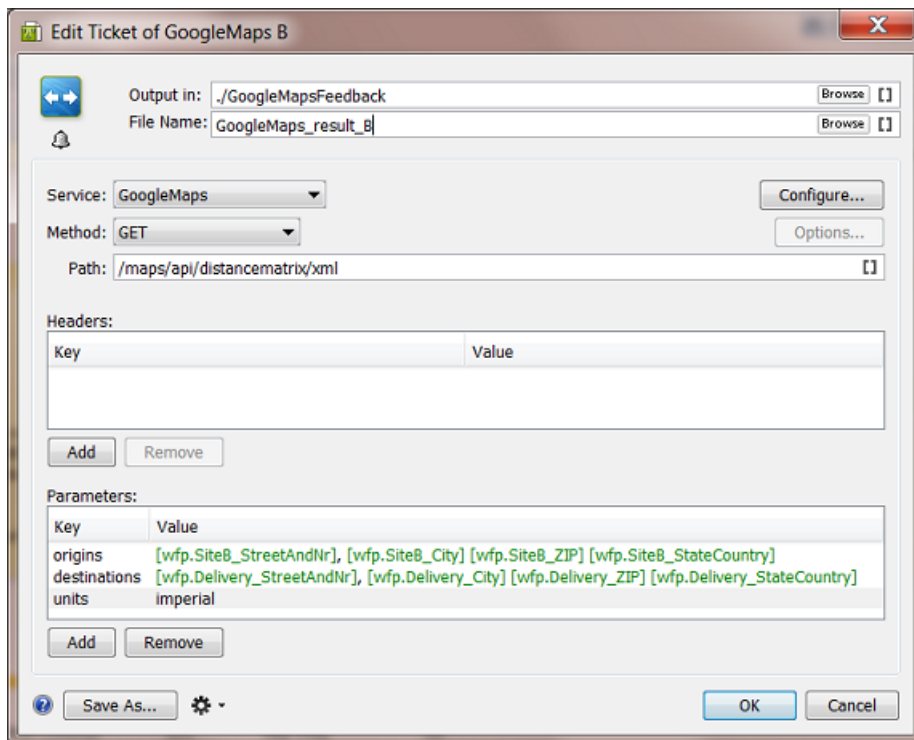 Edit Ticket of GoogleMaps B
Output in: ./GoogleMapsFeedback Browse []
File Name: GoogleMaps_result_B Browse []
Service: GoogleMaps Configure...
Method: GET Options...
Path: /maps/api/distancematrix/xml []
Headers:
Key Value
Add Remove
Parameters:
Key Value
origins [wfp.SiteB_StreetAndNr], [wfp.SiteB_City] [wfp.SiteB_ZIP] [wfp.SiteB_StateCountry]
destinations [wfp.Delivery_StreetAndNr], [wfp.Delivery_City] [wfp.Delivery_ZIP] [wfp.Delivery_StateCountry]
units imperial
Add Remove
? Save As... OK Cancel